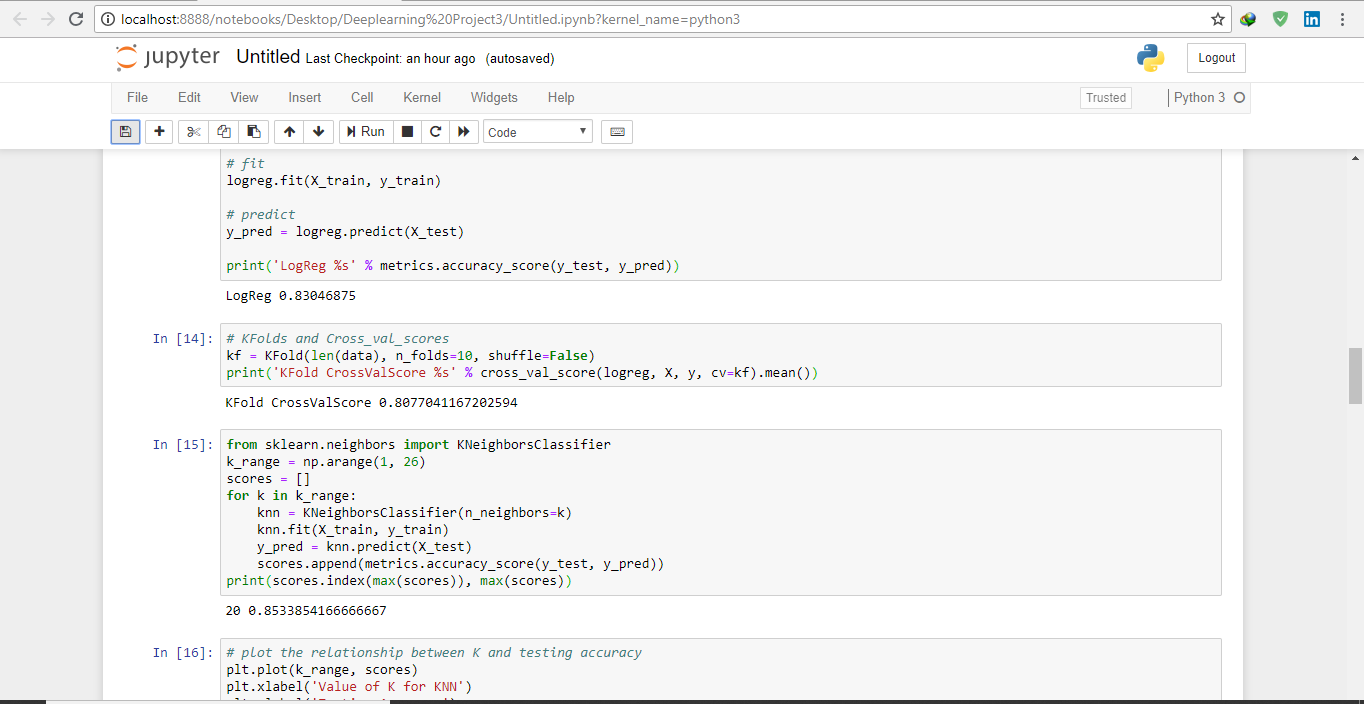 localhost:8888/notebooks/Desktop/Deeplearning%20Project3/Untitled.ipynb?kernel_name=python3
jupyter Untitled Last Checkpoint: an hour ago (autosaved)
Logout
File Edit View Insert Cell Kernel Widgets Help
Trusted
Python 3
Run
Code
# fit
logreg.fit(X_train, y_train)
# predict
y_pred = logreg.predict(X_test)
print('LogReg %s' % metrics.accuracy_score(y_test, y_pred))
LogReg 0.83046875
In [14]:
# KFolds and Cross_val_scores
kf = KFold(len(data), n_folds=10, shuffle=False)
print('KFold CrossValScore %s' % cross_val_score(logreg, X, y, cv=kf).mean())
KFold CrossValScore 0.8077041167202594
In [15]:
from sklearn.neighbors import KNeighborsClassifier
k_range = np.arange(1, 26)
scores = []
for k in k_range:
    knn = KNeighborsClassifier(n_neighbors=k)
    knn.fit(X_train, y_train)
    y_pred = knn.predict(X_test)
    scores.append(metrics.accuracy_score(y_test, y_pred))
print(scores.index(max(scores)), max(scores))
20 0.8533854166666667
In [16]:
# plot the relationship between K and testing accuracy
plt.plot(k_range, scores)
plt.xlabel('Value of K for KNN')